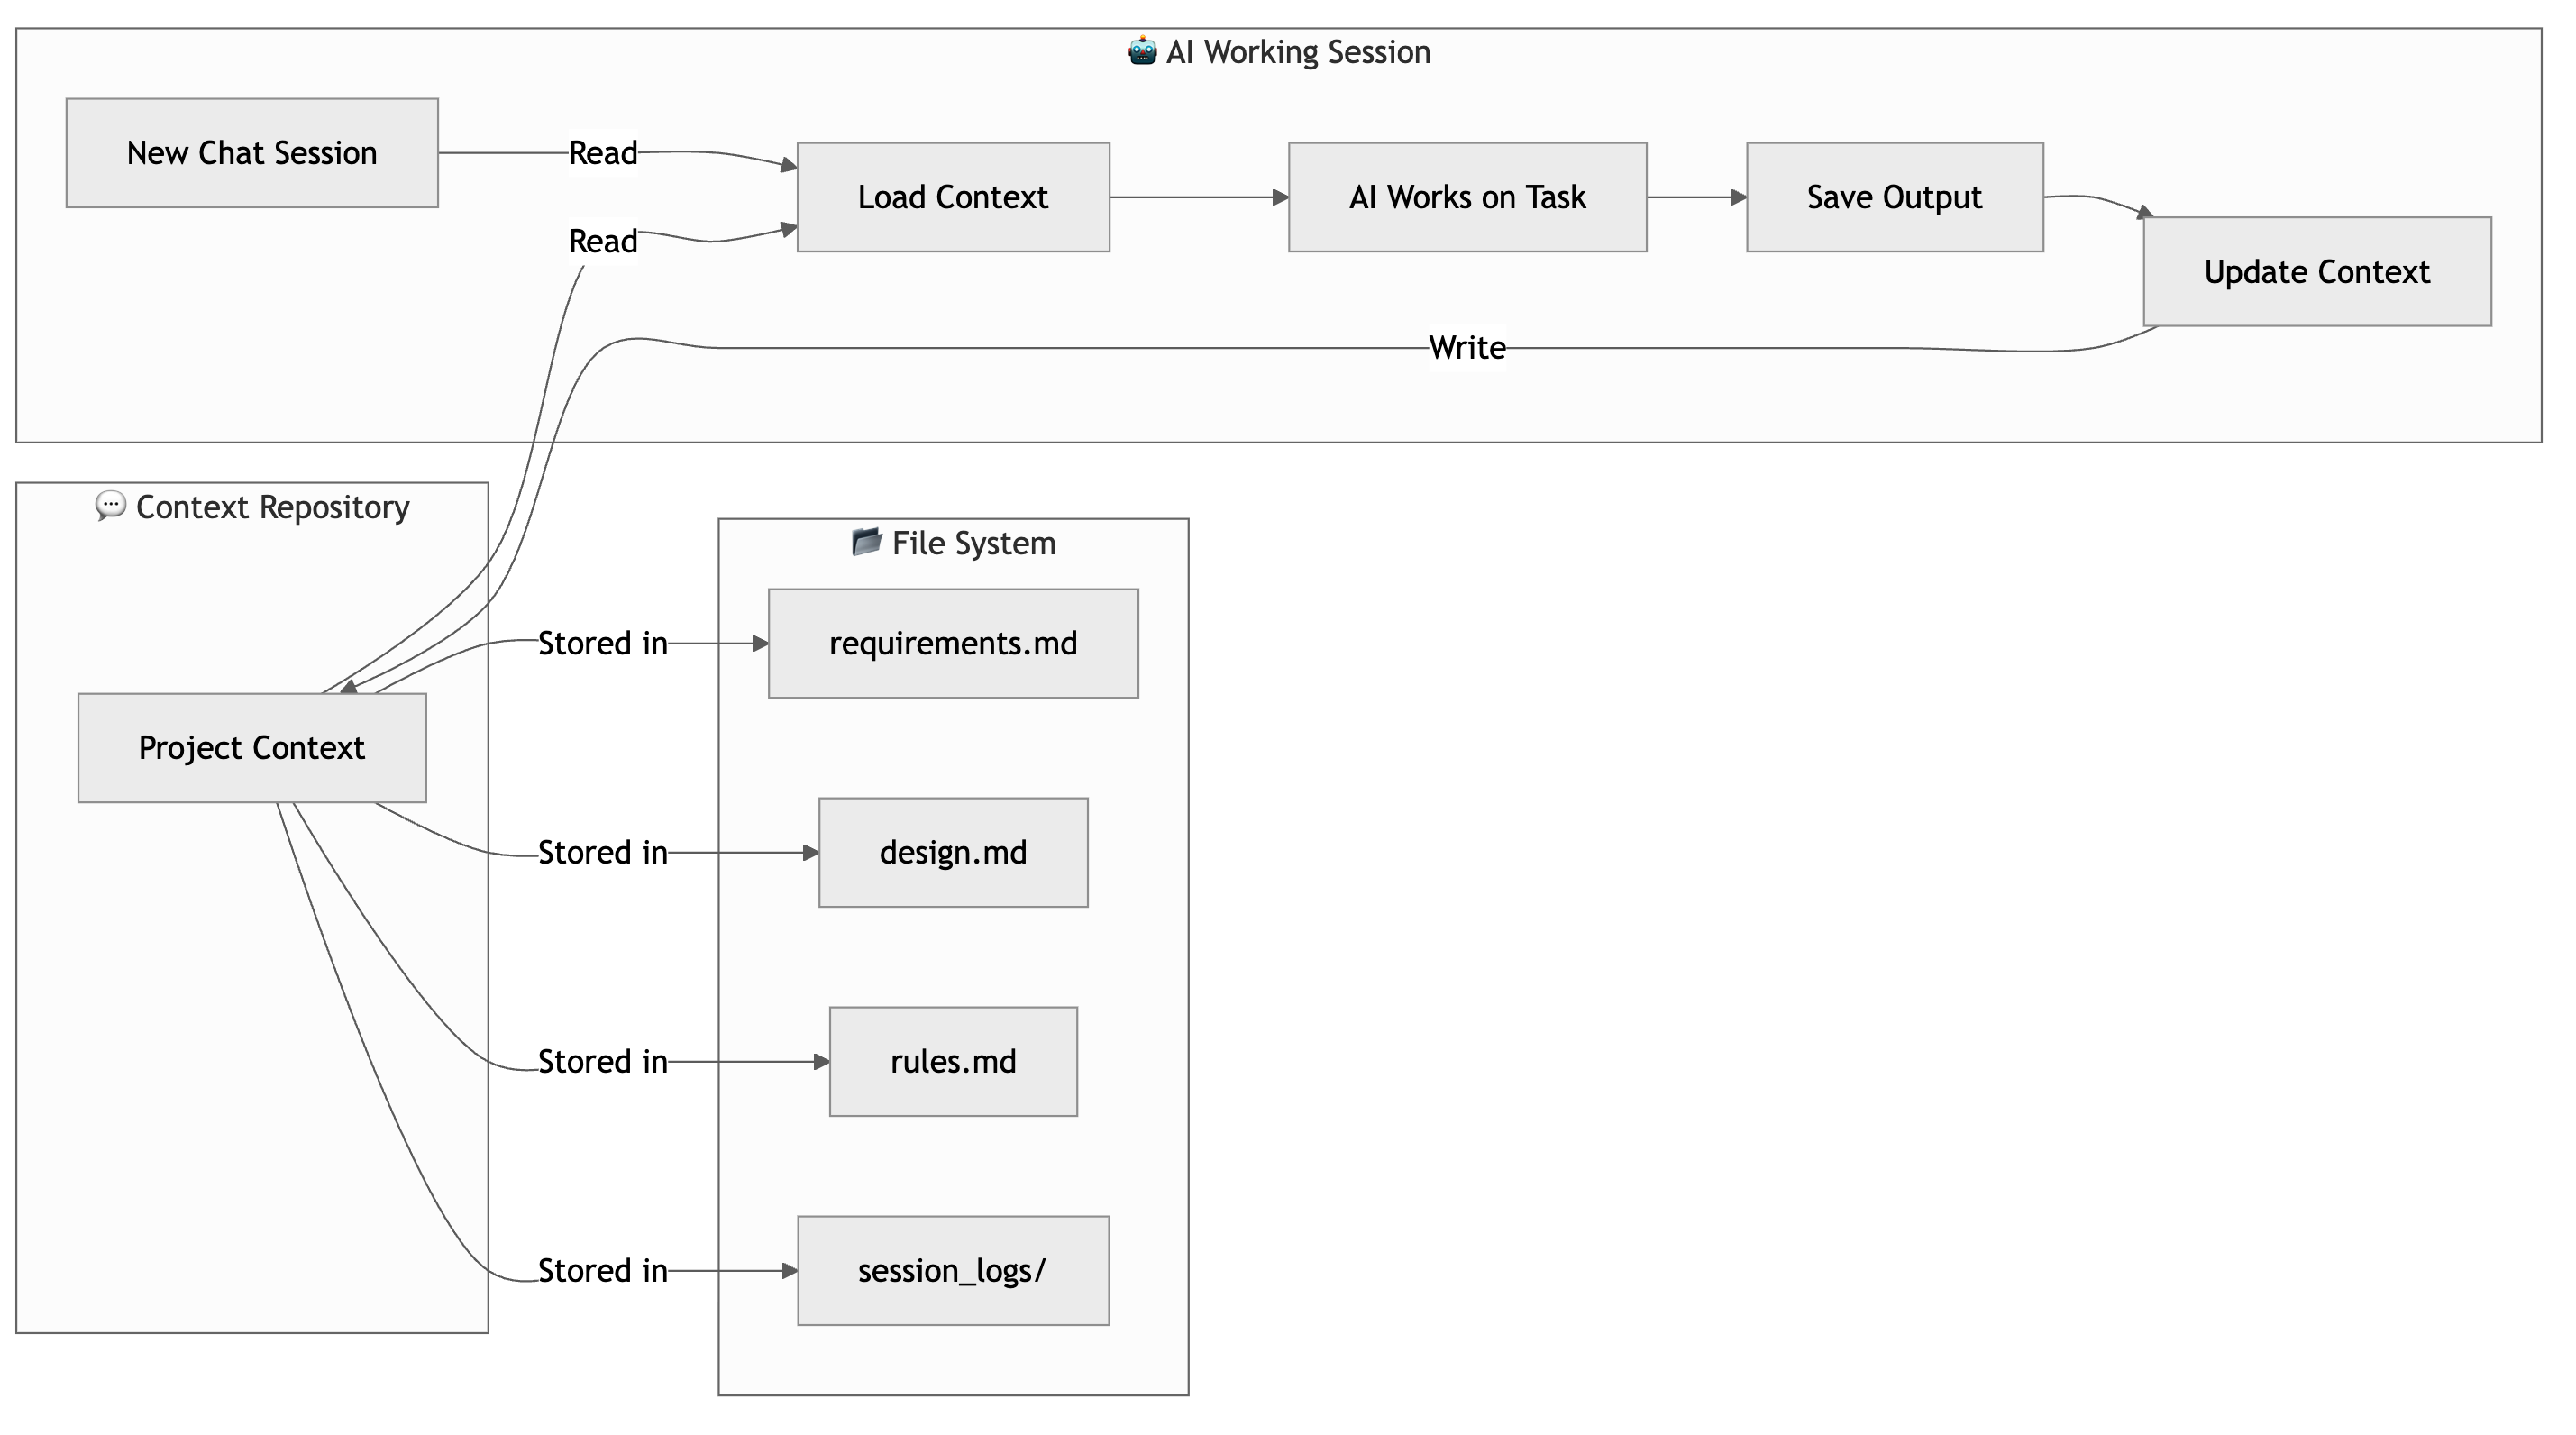 AI Working Session
New Chat Session
Read
Load Context
AI Works on Task
Save Output
Read
Update Context
Write
Context Repository
File System
Stored in
requirements.md
Project Context
Stored in
design.md
Stored in
rules.md
Stored in
session_logs/